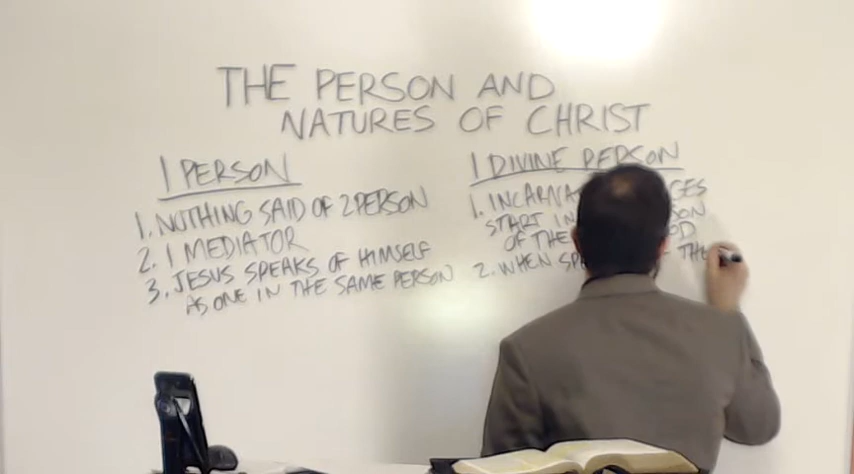 THE PERSON AND
NATURES OF CHRIST
1 PERSON
1. NOTHING SAID OF 2 PERSON
2. 1 MEDIATOR
3. JESUS SPEAKS OF HIMSELF
AS ONE IN THE SAME PERSON
1 DIVINE PERSON
1.
START IN
OF THE
2. WHEN THE